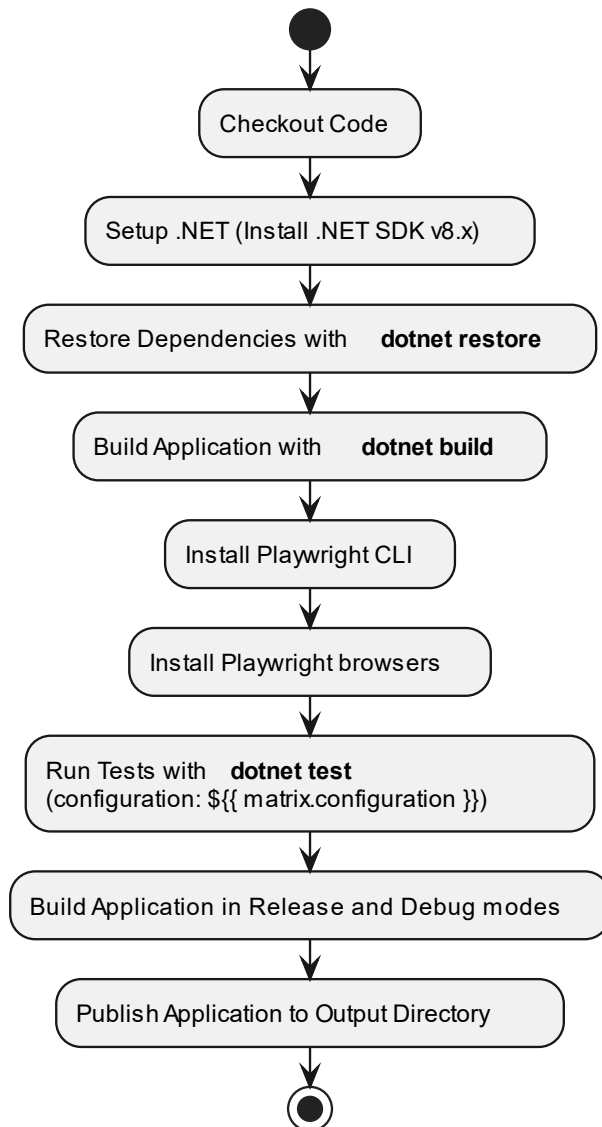 Checkout Code
Setup .NET (Install .NET SDK v8.x)
Restore Dependencies with dotnet restore
Build Application with dotnet build
Install Playwright CLI
Install Playwright browsers
Run Tests with dotnet test
(configuration: ${{ matrix.configuration }})
Build Application in Release and Debug modes
Publish Application to Output Directory